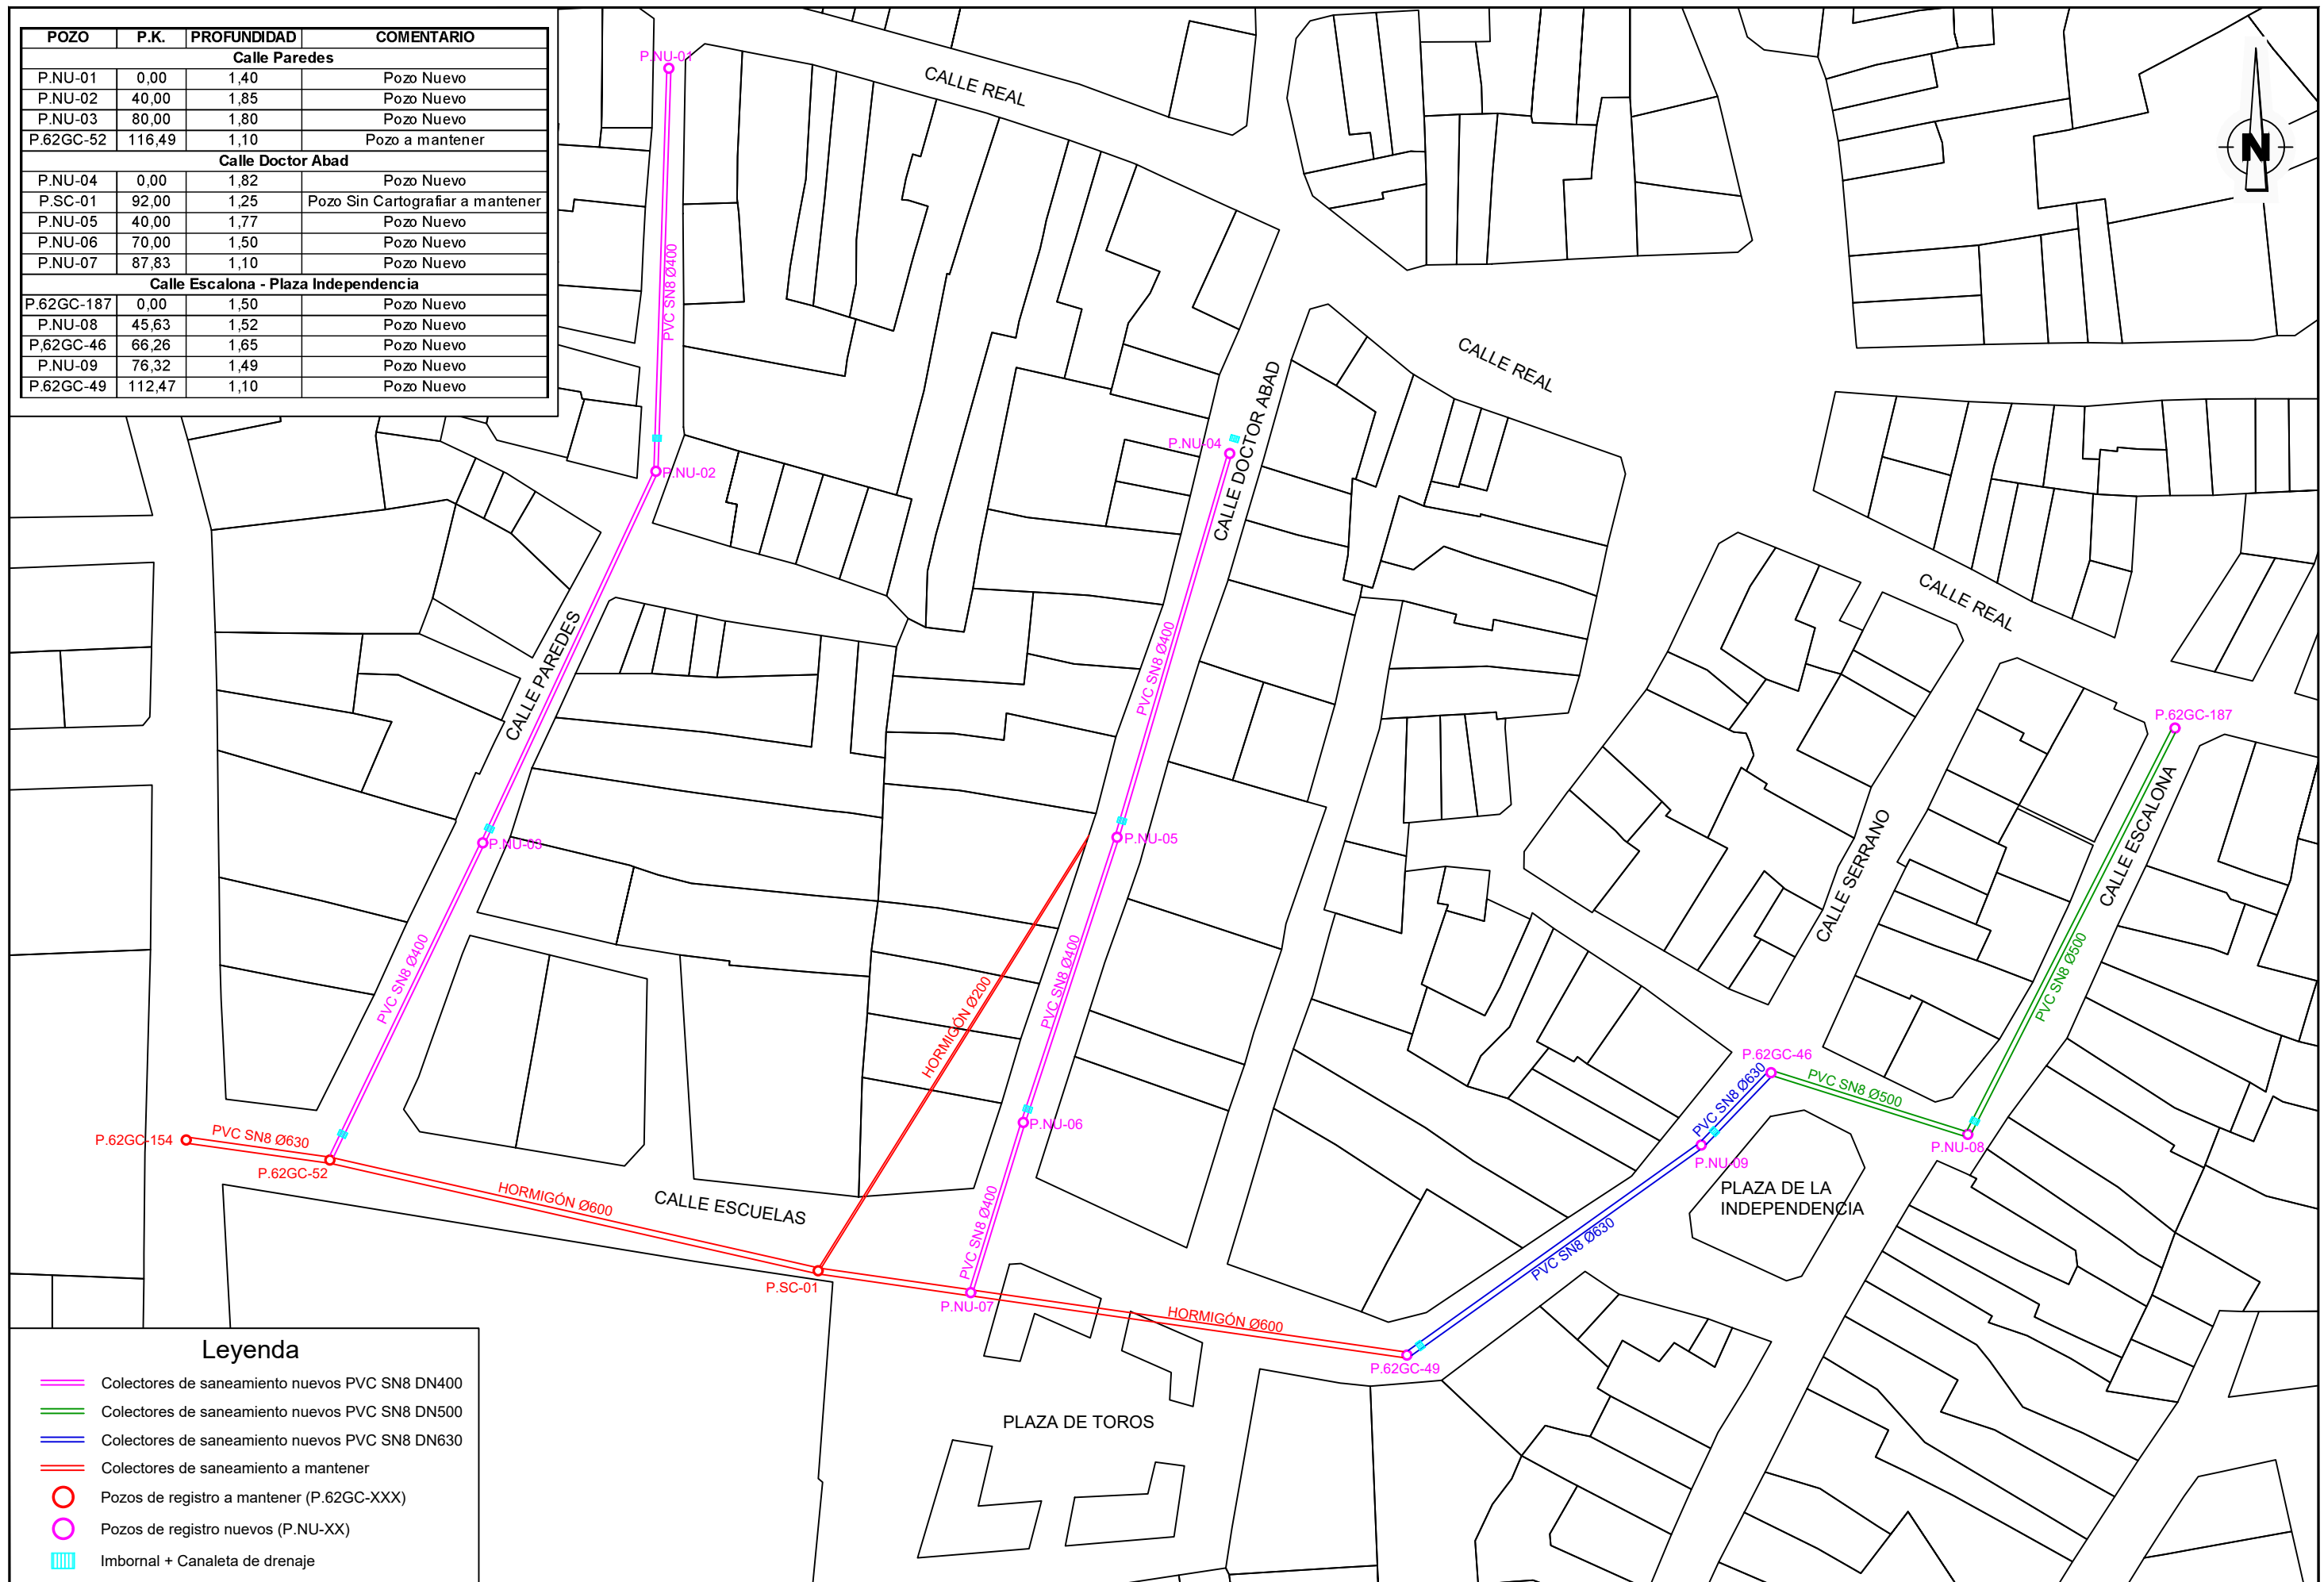 POZO P.K. PROFUNDIDAD COMENTARIO
Calle Paredes
P.NU-01 0,00 1,40 Pozo Nuevo
P.NU-02 40,00 1,85 Pozo Nuevo
P.NU-03 80,00 1,80 Pozo Nuevo
P.62GC-52 116,49 1,10 Pozo a mantener
Calle Doctor Abad
P.NU-04 0,00 1,82 Pozo Nuevo
P.SC-01 92,00 1,25 Pozo Sin Cartografiar a mantener
P.NU-05 40,00 1,77 Pozo Nuevo
P.NU-06 70,00 1,50 Pozo Nuevo
P.NU-07 87,83 1,10 Pozo Nuevo
Calle Escalona - Plaza Independencia
P.62GC-187 0,00 1,50 Pozo Nuevo
P.NU-08 45,63 1,52 Pozo Nuevo
P,62GC-46 66,26 1,65 Pozo Nuevo
P.NU-09 76,32 1,49 Pozo Nuevo
P.62GC-49 112,47 1,10 Pozo Nuevo
P.NU-01
CALLE REAL
N
PVC SN8 Ø400
CALLE REAL
P.NU-04
CALLE DOCTOR ABAD
P.NU-02
CALLE REAL
CALLE PAREDES
PVC SN8 Ø400
P.62GC-187
P.NU-03
P.NU-05
CALLE SERRANO
CALLE ESCALONA
PVC SN8 Ø400
HORMIGÓN Ø200
PVC SN8 Ø400
PVC SN8 Ø500
P.62GC-46
PVC SN8 Ø630
PVC SN8 Ø500
P.62GC-154
PVC SN8 Ø630
P.62GC-52
P.NU-06
P.NU-09
P.NU-08
HORMIGÓN Ø600
CALLE ESCUELAS
PVC SN8 Ø400
PVC SN8 Ø630
PLAZA DE LA
INDEPENDENCIA
P.SC-01
P.NU-07
HORMIGÓN Ø600
P.62GC-49
PLAZA DE TOROS
Leyenda
Colectores de saneamiento nuevos PVC SN8 DN400
Colectores de saneamiento nuevos PVC SN8 DN500
Colectores de saneamiento nuevos PVC SN8 DN630
Colectores de saneamiento a mantener
Pozos de registro a mantener (P.62GC-XXX)
Pozos de registro nuevos (P.NU-XX)
Imbornal + Canaleta de drenaje